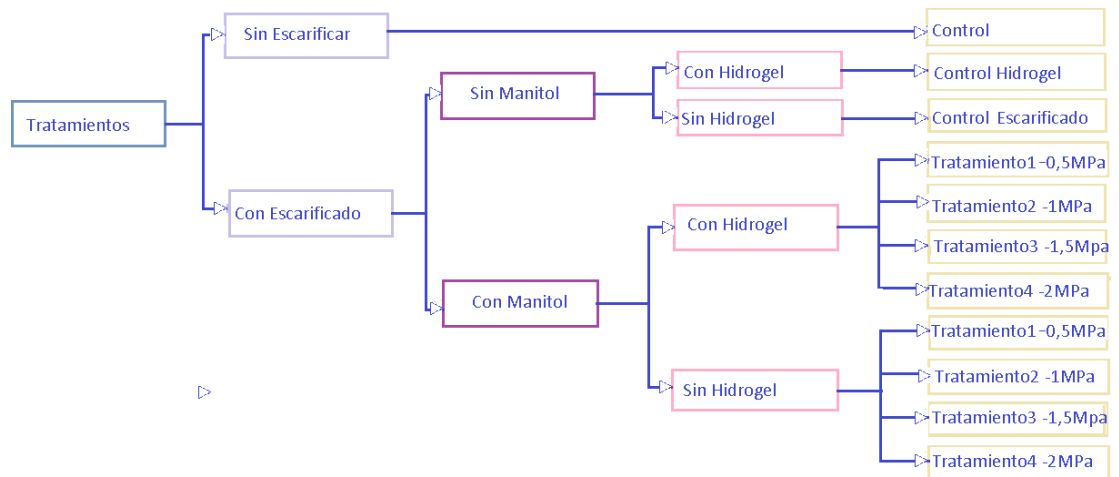 Tratamientos
Sin Escarificar
Con Escarificado
Sin Manitol
Con Manitol
Con Hidrogel
Sin Hidrogel
Con Hidrogel
Sin Hidrogel
Control
Control Hidrogel
Control Escarificado
Tratamiento1-0,5MPa
Tratamiento2 -1MPa
Tratamiento3 -1,5Mpa
Tratamiento4 -2MPa
Tratamiento1-0,5MPa
Tratamiento2 -1MPa
Tratamiento3 -1,5Mpa
Tratamiento4 -2MPa